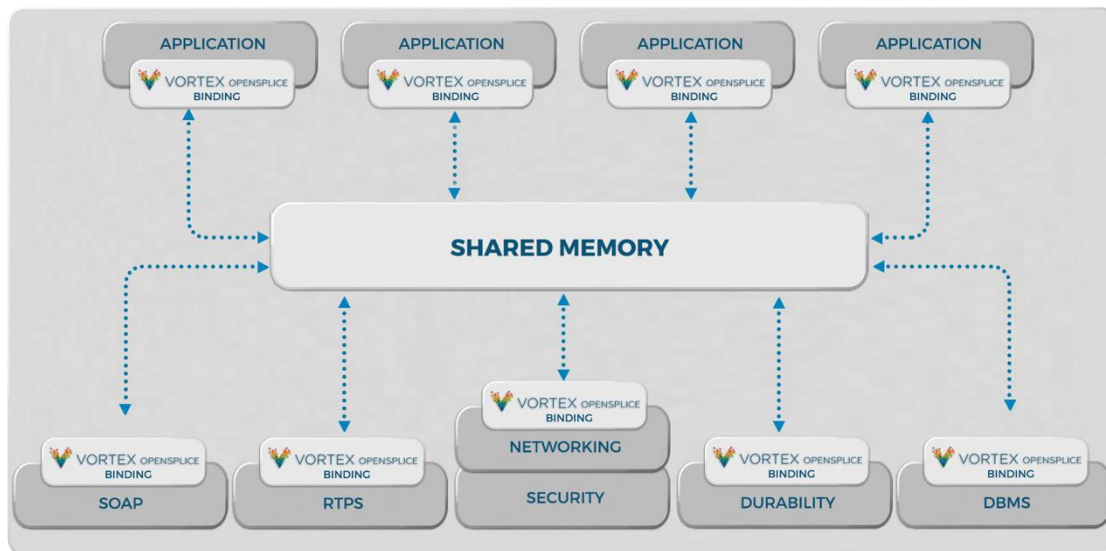 APPLICATION
VORTEX OPENSPLICE
BINDING
APPLICATION
VORTEX OPENSPLICE
BINDING
APPLICATION
VORTEX OPENSPLICE
BINDING
APPLICATION
VORTEX OPENSPLICE
BINDING
SHARED MEMORY
VORTEX OPENSPLICE
BINDING
SOAP
VORTEX OPENSPLICE
BINDING
RTPS
VORTEX OPENSPLICE
BINDING
NETWORKING
SECURITY
VORTEX OPENSPLICE
BINDING
DURABILITY
VORTEX OPENSPLICE
BINDING
DBMS